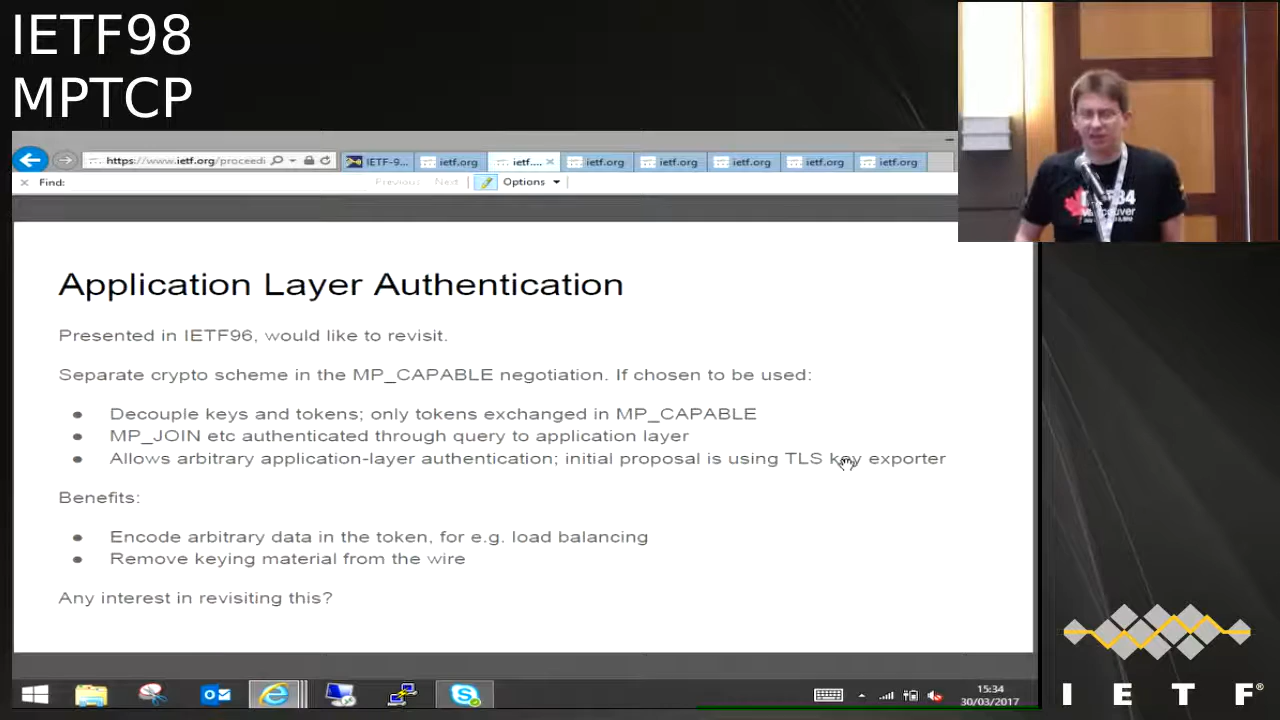 IETF98
MPTCP
https://www.ietf.org/proceedi
IETF-9...
ietf.org
ietf....
ietf.org
ietf.org
ietf.org
ietf.org
ietf.org
Find:
Previous
Next
Options
Application Layer Authentication
Presented in IETF96, would like to revisit.
Separate crypto scheme in the MP_CAPABLE negotiation. If chosen to be used:
Decouple keys and tokens; only tokens exchanged in MP_CAPABLE
MP_JOIN etc authenticated through query to application layer
Allows arbitrary application-layer authentication; initial proposal is using TLS key exporter
Benefits:
Encode arbitrary data in the token, for e.g. load balancing
Remove keying material from the wire
Any interest in revisiting this?
15:34
30/03/2017
Vancouver
I E T F®